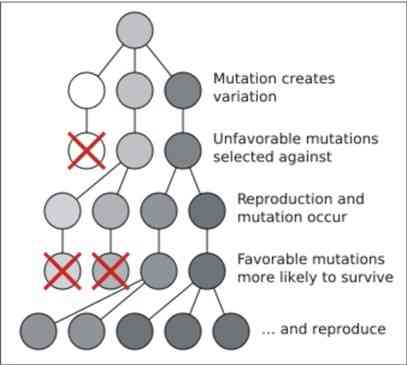 Mutation creates
variation
Unfavorable mutations
selected against
Reproduction and
mutation occur
Favorable mutations
more likely to survive
... and reproduce